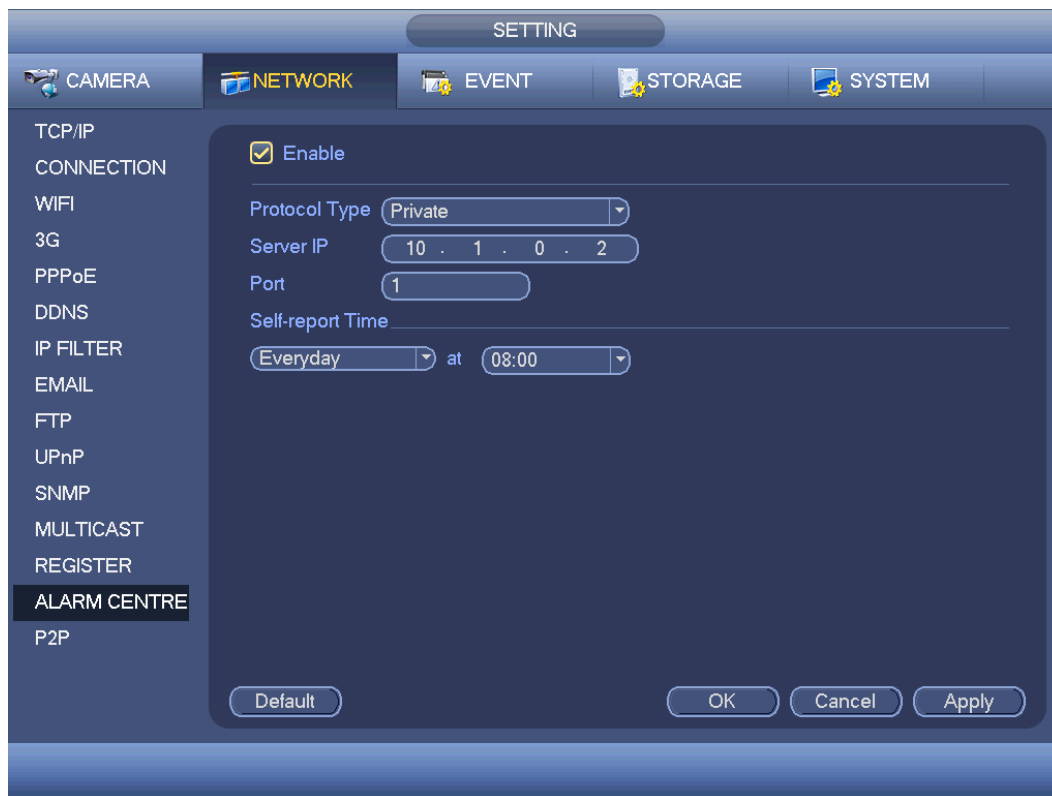 SETTING
CAMERA NETWORK EVENT STORAGE SYSTEM
TCP/IP
CONNECTION
WIFI
3G
PPPoE
DDNS
IP FILTER
EMAIL
FTP
UPnP
SNMP
MULTICAST
REGISTER
ALARM CENTRE
P2P
Enable
Protocol Type Private
Server IP 10 . 1 . 0 . 2
Port 1
Self-report Time
Everyday at 08:00
Default OK Cancel Apply